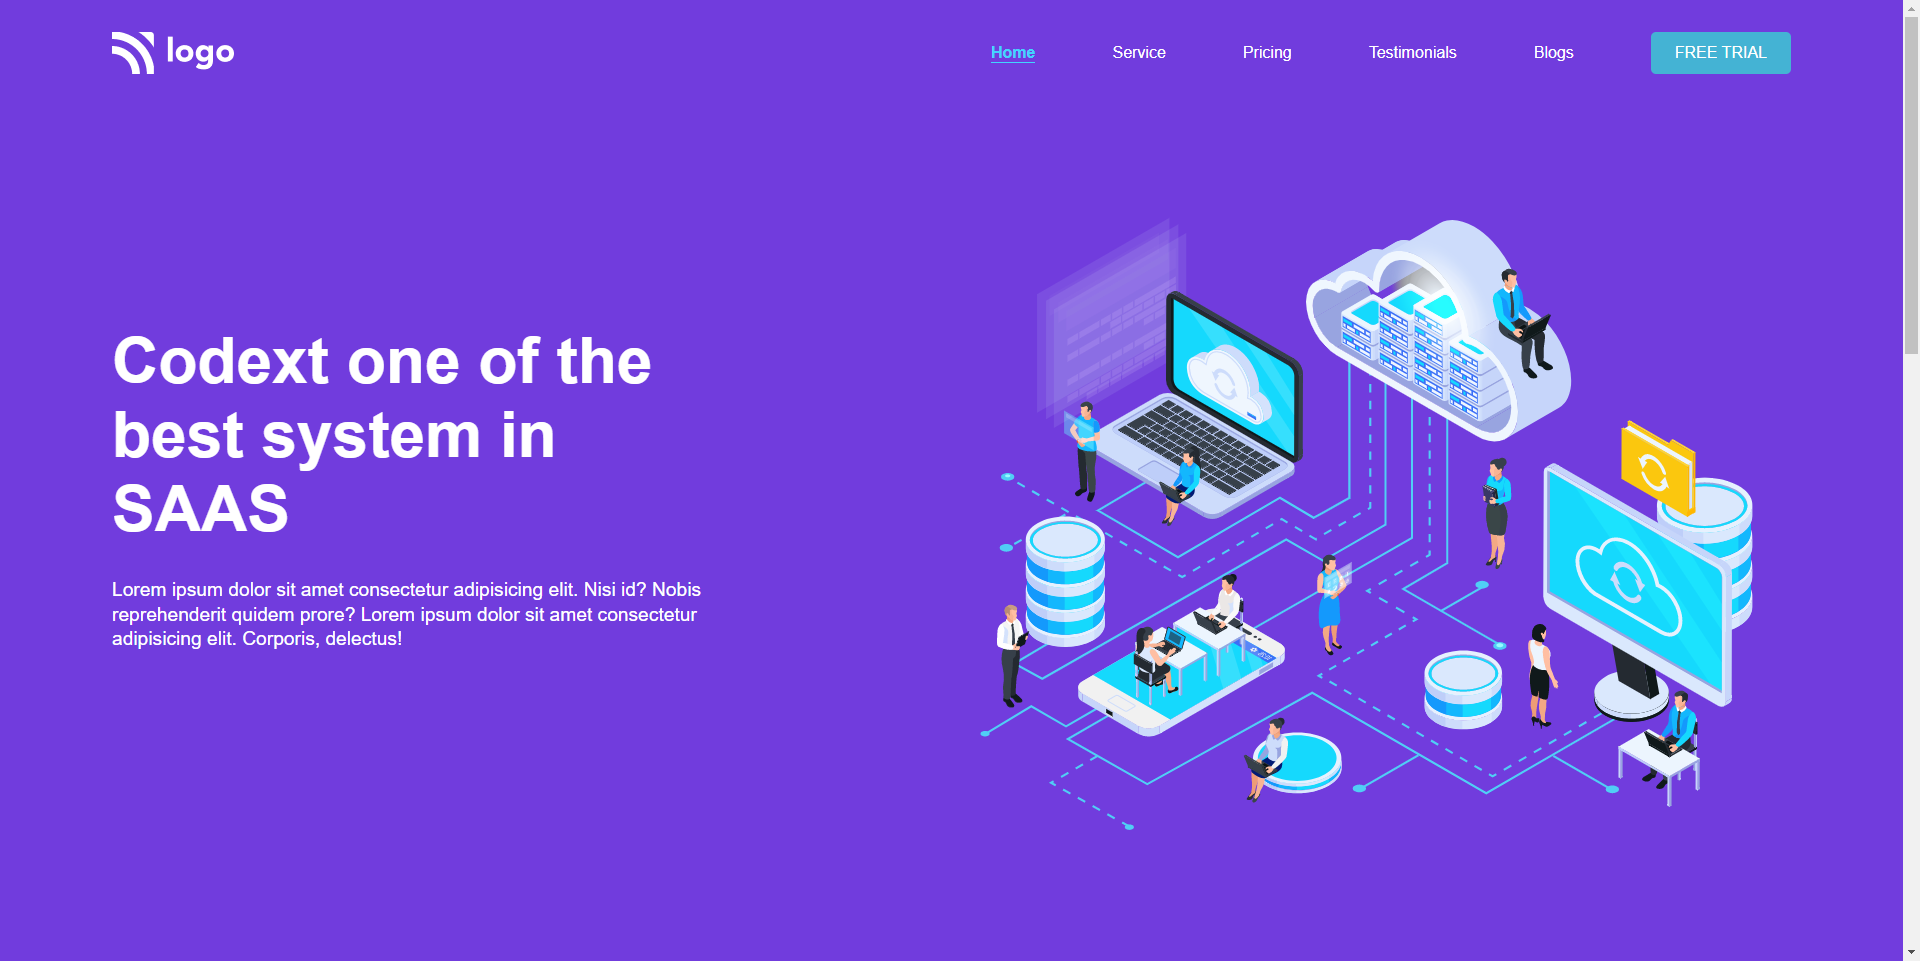 logo
Home Service Pricing Testimonials Blogs FREE TRIAL
Codext one of the
best system in
SAAS
Lorem ipsum dolor sit amet consectetur adipisicing elit. Nisi id? Nobis
reprehenderit quidem prore? Lorem ipsum dolor sit amet consectetur
adipisicing elit. Corporis, delectus!